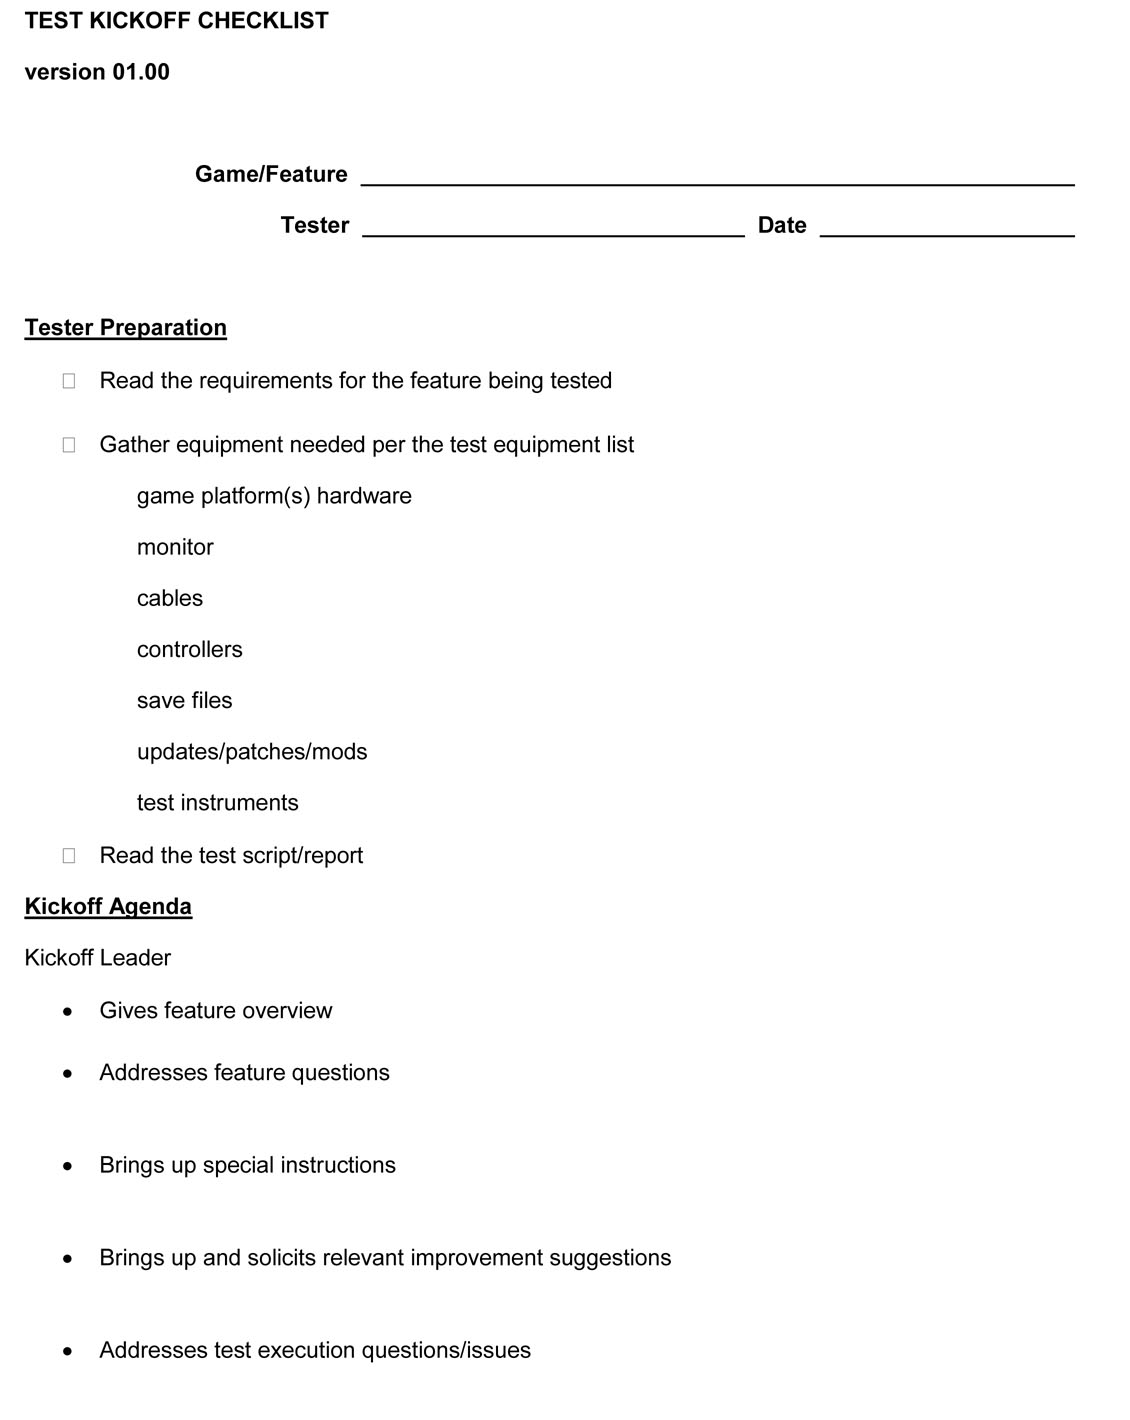 TEST KICKOFF CHECKLIST
version 01.00
Game/Feature
Tester Date
Tester Preparation
Read the requirements for the feature being tested
Gather equipment needed per the test equipment list
game platform(s) hardware
monitor
cables
controllers
save files
updates/patches/mods
test instruments
Read the test script/report
Kickoff Agenda
Kickoff Leader
• Gives feature overview
• Addresses feature questions
• Brings up special instructions
• Brings up and solicits relevant improvement suggestions
• Addresses test execution questions/issues